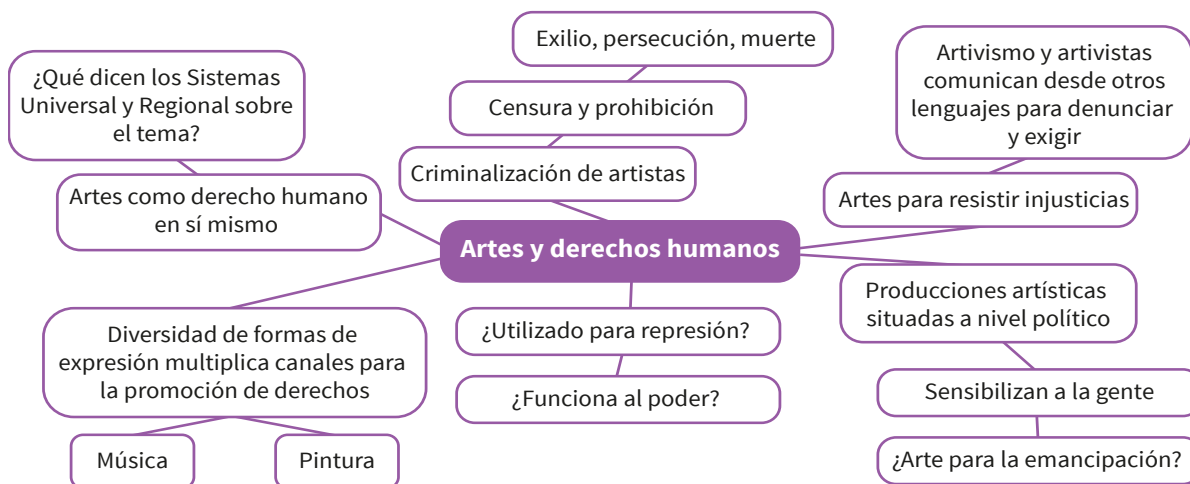 Exilio, persecución, muerte
Censura y prohibición
Criminalización de artistas
¿Qué dicen los Sistemas
Universal y Regional sobre
el tema?
Artes como derecho humano
en sí mismo
Artivismo y artivistas
comunican desde otros
lenguajes para denunciar
y exigir
Artes para resistir injusticias
Artes y derechos humanos
Diversidad de formas de
expresión multiplica canales para
la promoción de derechos
Música
Pintura
¿Utilizado para represión?
¿Funciona al poder?
Producciones artísticas
situadas a nivel político
Sensibilizan a la gente
¿Arte para la emancipación?